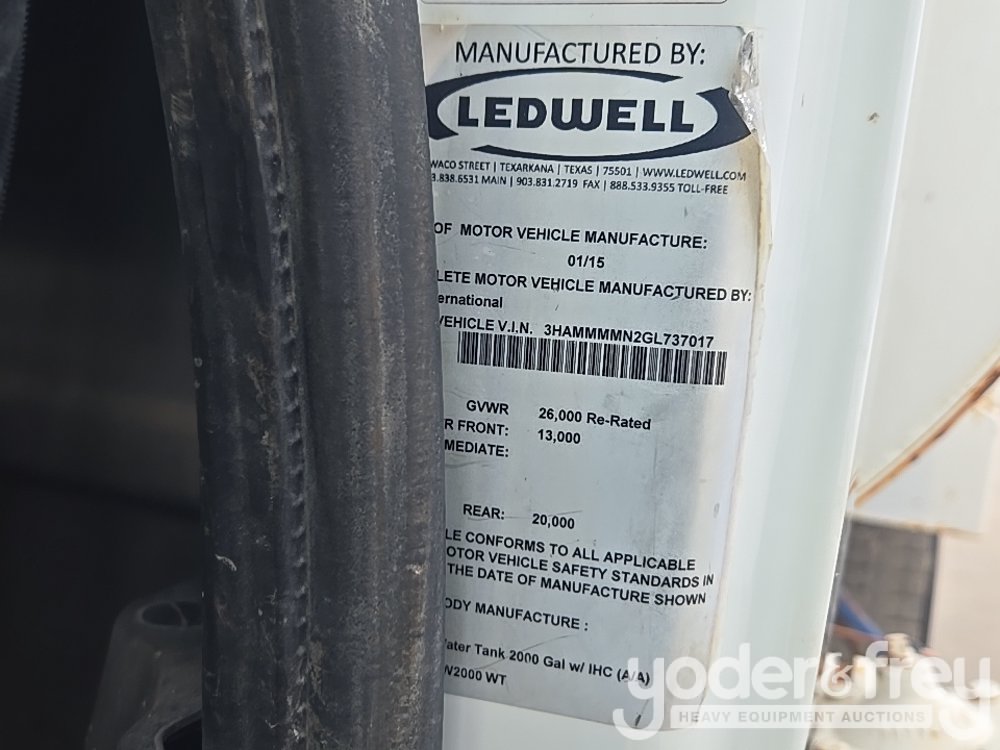 MANUFACTURED BY:
LEDWELL
WACO STREET | TEXARKANA | TEXAS | 75501 | WWW.LEDWELL.COM
3.838.6531 MAIN | 903.831.2719 FAX | 888.533.9355 TOLL-FREE
OF MOTOR VEHICLE MANUFACTURE:
01/15
LETE MOTOR VEHICLE MANUFACTURED BY:
ernational
VEHICLE V.I.N. 3HAMMMMN2GL737017
GVWR 26,000 Re-Rated
R FRONT: 13,000
MEDIATE:
REAR: 20,000
LE CONFORMS TO ALL APPLICABLE
OTOR VEHICLE SAFETY STANDARDS IN
THE DATE OF MANUFACTURE SHOWN
ODY MANUFACTURE :
Water Tank 2000 Gal w/ IHC (A/A)
W2000 WT
yoder&frey
HEAVY EQUIPMENT AUCTIONS